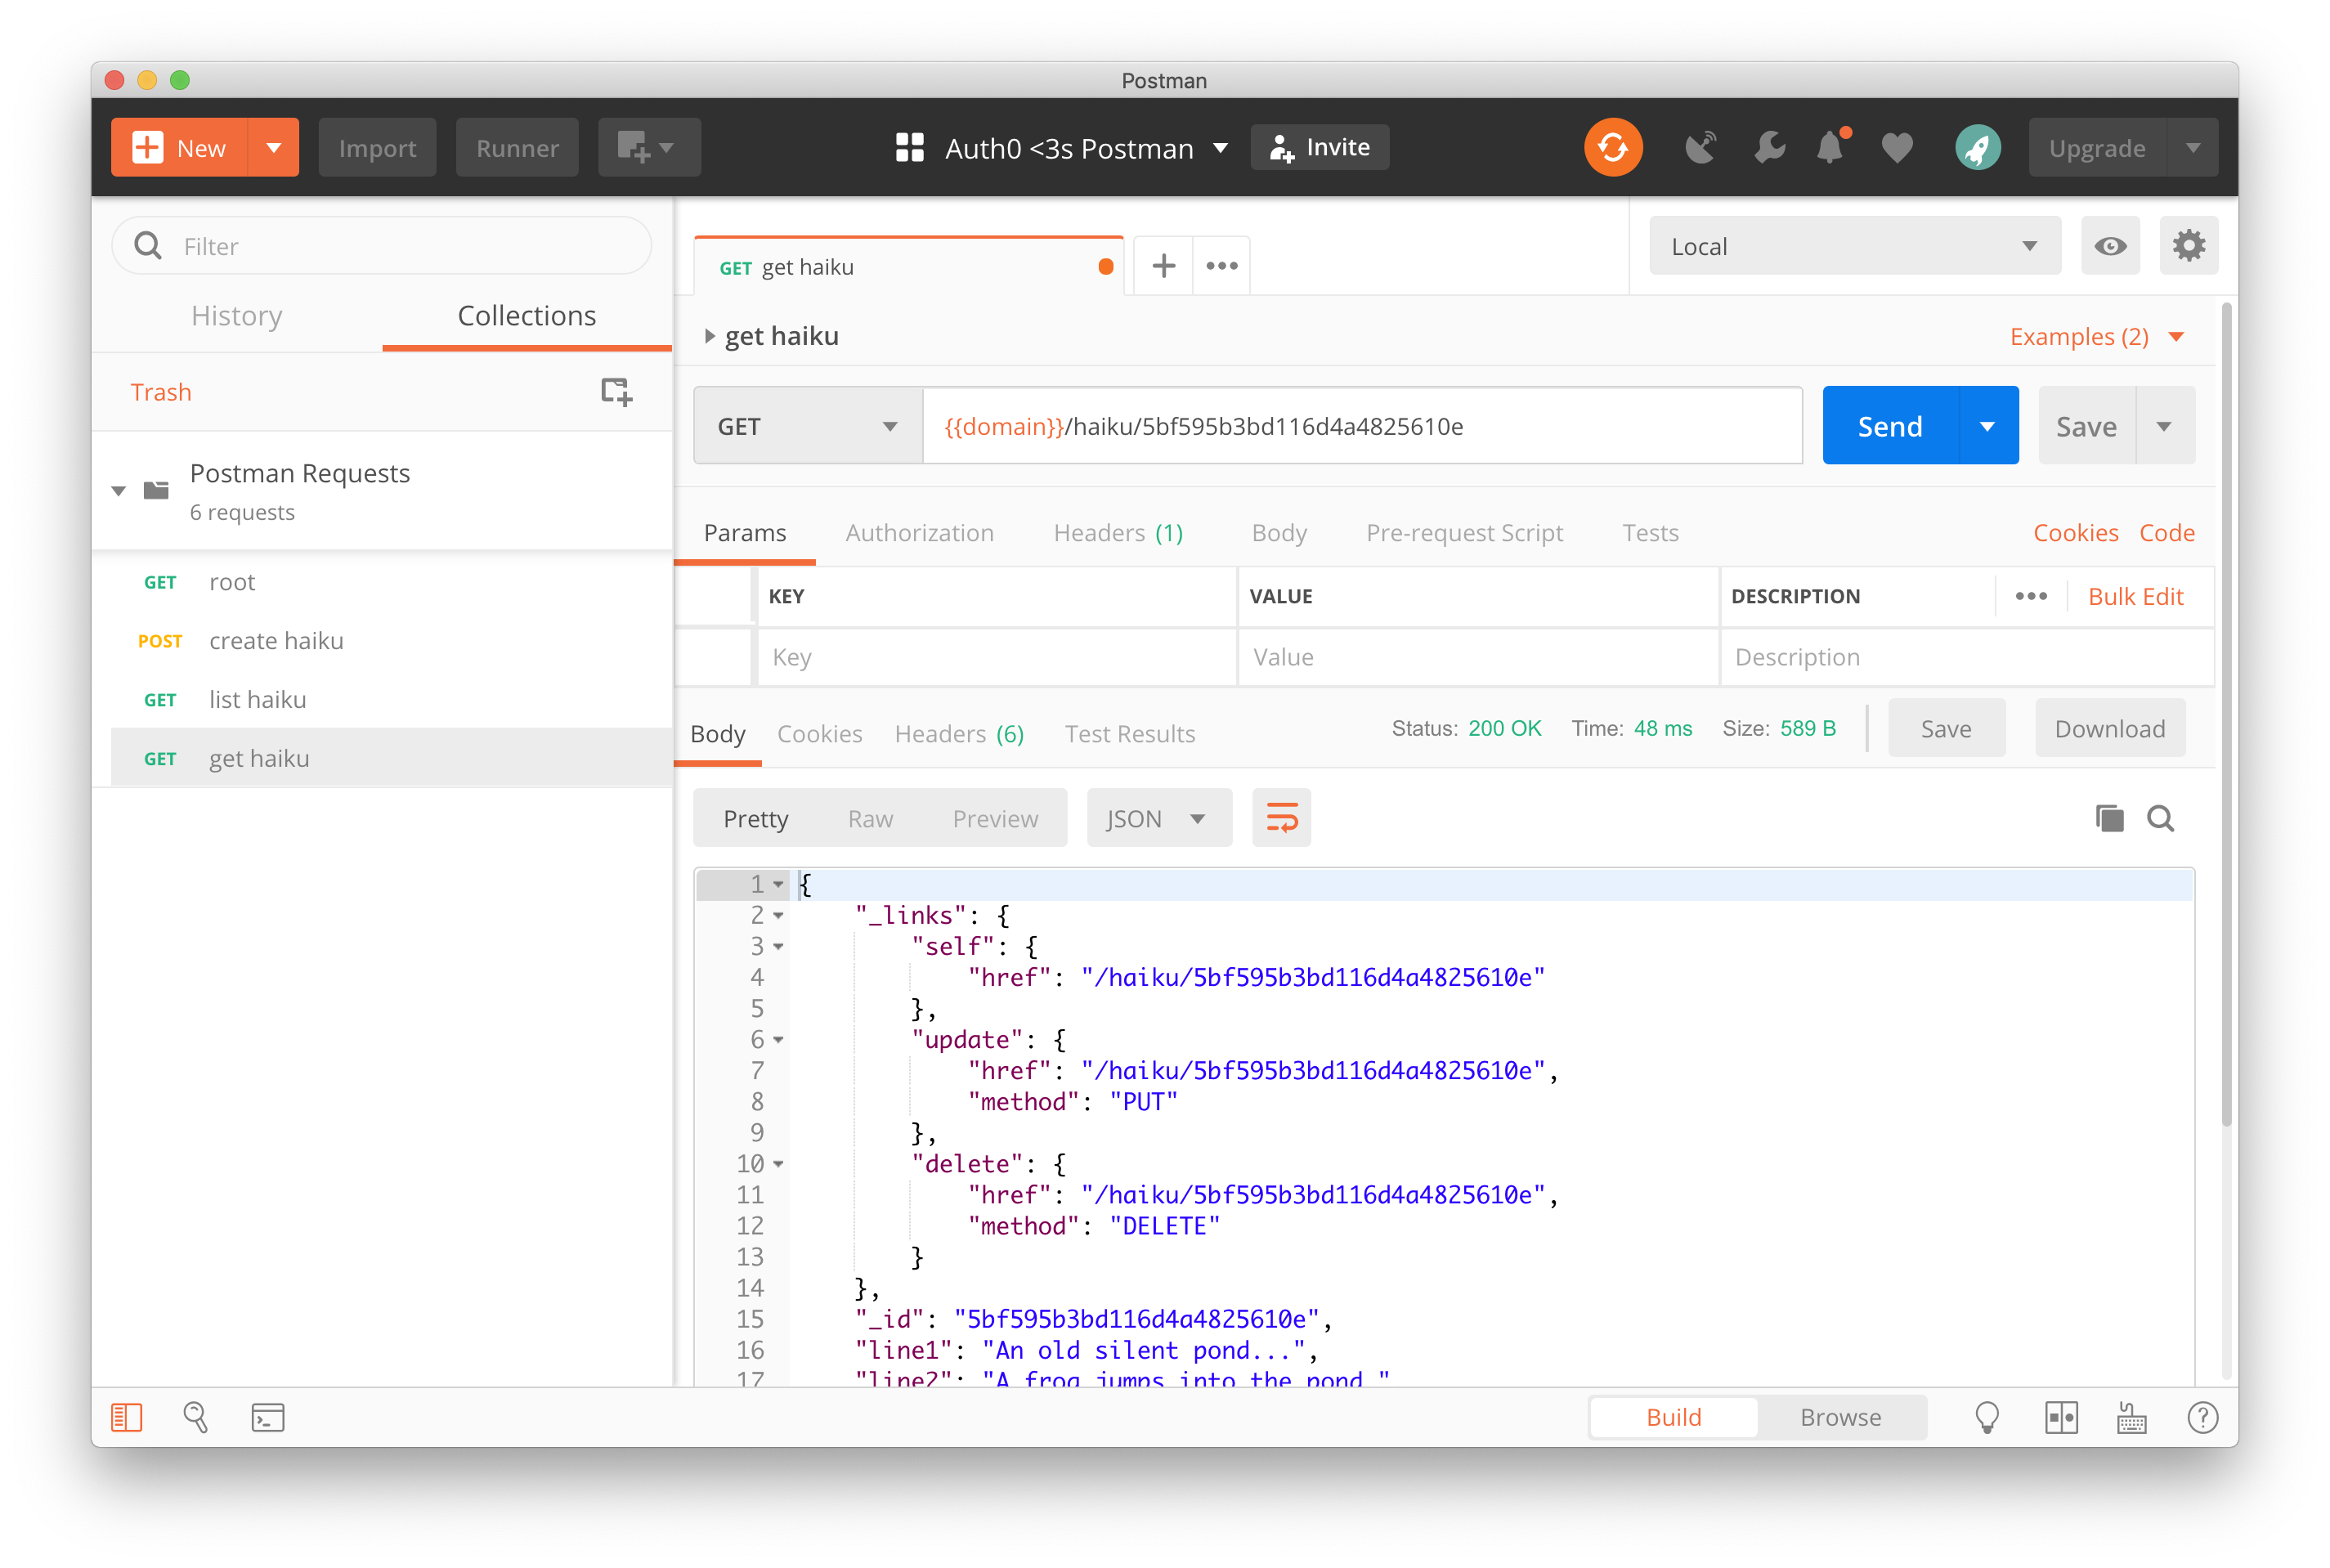 Postman
New Import Runner Auth0 <3s Postman Invite Upgrade
Filter
History Collections
Trash
Postman Requests
6 requests
GET root
POST create haiku
GET list haiku
GET get haiku
GET get haiku
Local
get haiku
Examples (2)
GET {{domain}}/haiku/5bf595b3bd116d4a4825610e Send Save
Params Authorization Headers (1) Body Pre-request Script Tests Cookies Code
KEY VALUE DESCRIPTION Bulk Edit
Key Value Description
Body Cookies Headers (6) Test Results Status: 200 OK Time: 48 ms Size: 589 B Save Download
Pretty Raw Preview JSON
1 {
2 "_links": {
3 "self": {
4 "href": "/haiku/5bf595b3bd116d4a4825610e"
5 },
6 "update": {
7 "href": "/haiku/5bf595b3bd116d4a4825610e",
8 "method": "PUT"
9 },
10 "delete": {
11 "href": "/haiku/5bf595b3bd116d4a4825610e",
12 "method": "DELETE"
13 }
14 },
15 "_id": "5bf595b3bd116d4a4825610e",
16 "line1": "An old silent pond...",
17 "line2": "A frog jumps into the pond,"
Build Browse